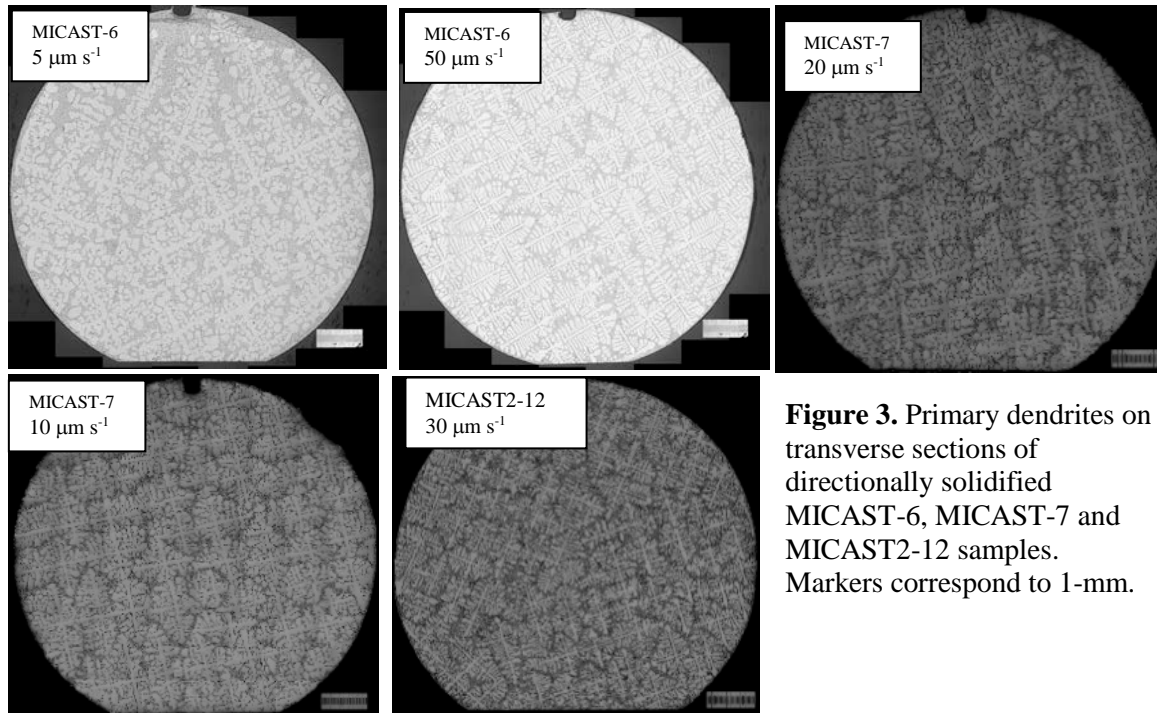 MICAST-6
5 μm s⁻¹
MICAST-6
50 μm s⁻¹
MICAST-7
20 μm s⁻¹
MICAST-7
10 μm s⁻¹
MICAST2-12
30 μm s⁻¹
Figure 3. Primary dendrites on
transverse sections of
directionally solidified
MICAST-6, MICAST-7 and
MICAST2-12 samples.
Markers correspond to 1-mm.